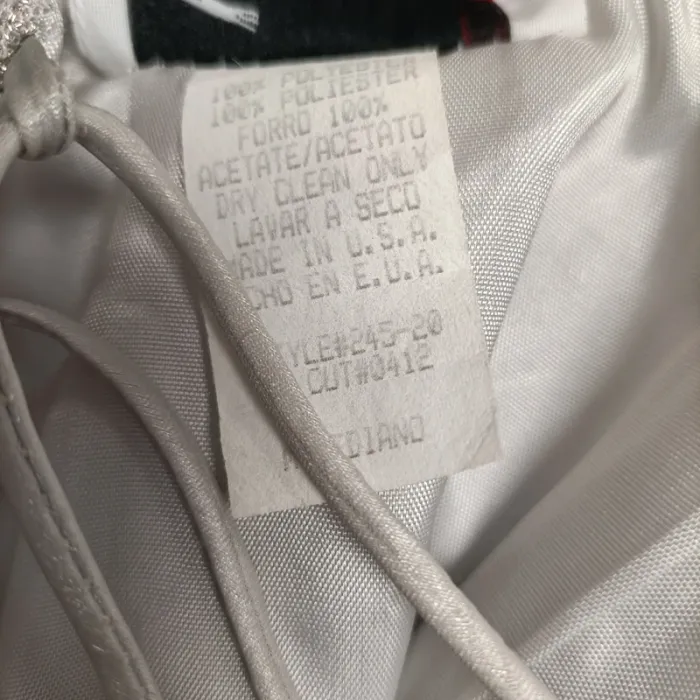 100% POLYESTER
100% POLIESTER
FORRO 100%
ACETATE/ACETATO
DRY CLEAN ONLY
LAVAR A SECO
MADE IN U.S.A.
CHO EN E.U.A.
YLE#245-20
CUT#0412
DIANO